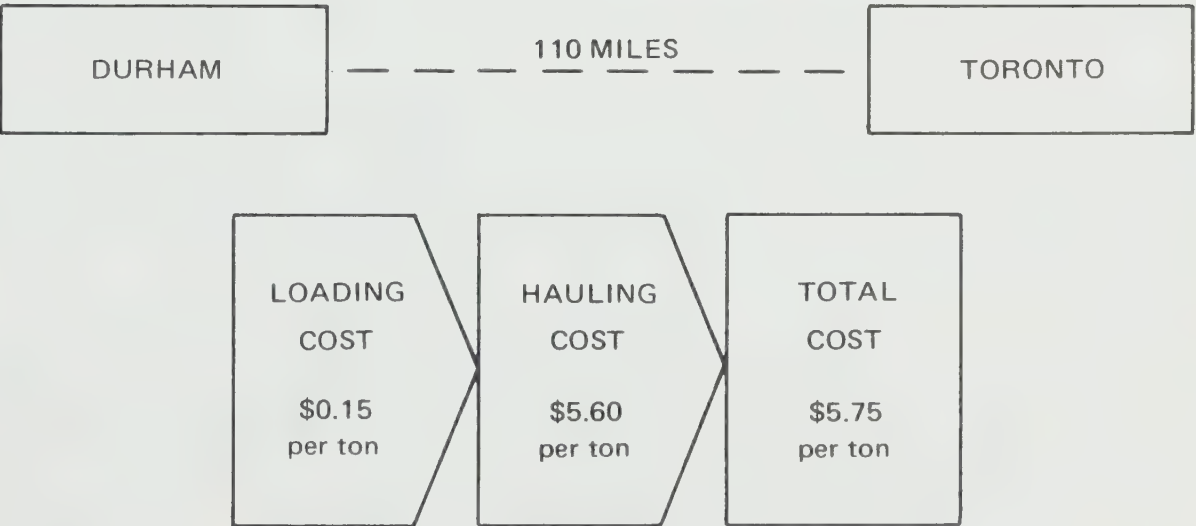 DURHAM
110 MILES
TORONTO
LOADING
COST
$0.15
per ton
HAULING
COST
$5.60
per ton
TOTAL
COST
$5.75
per ton